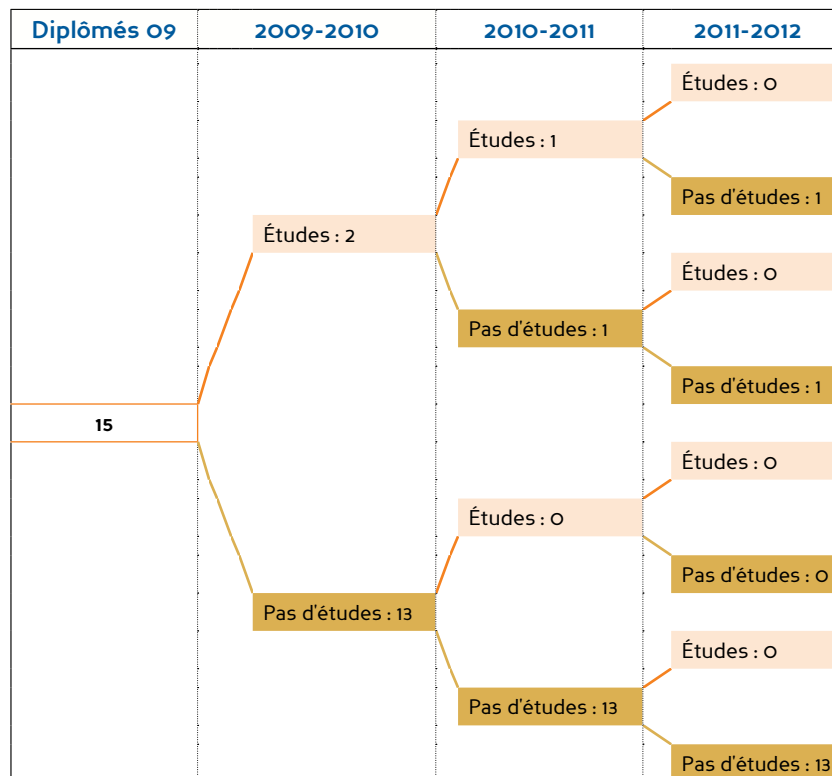 Diplômés 09 2009-2010 2010-2011 2011-2012
Études : 0
Études : 1
Pas d'études : 1
Études : 2
Études : 0
Pas d'études : 1
Pas d'études : 1
15
Études : 0
Études : 0
Pas d'études : 0
Pas d'études : 13
Études : 0
Pas d'études : 13
Pas d'études : 13